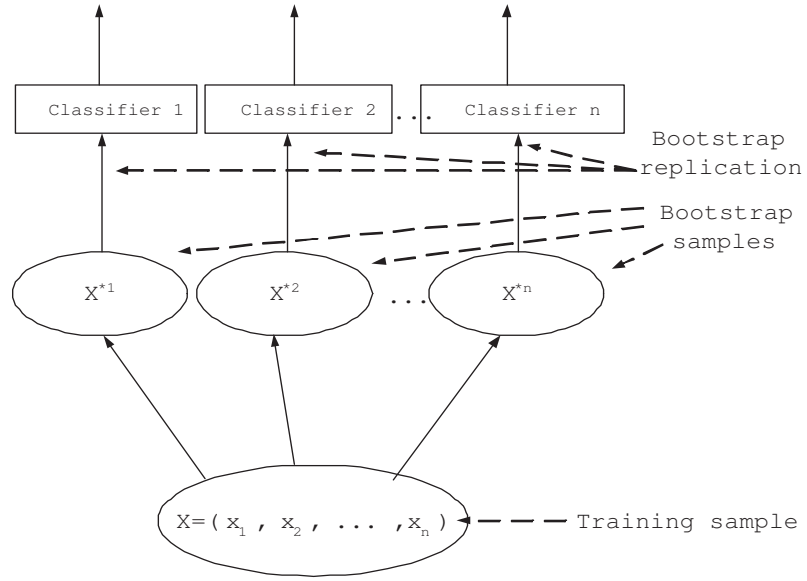 Classifier 1
Classifier 2
...
Classifier n
Bootstrap
replication
Bootstrap
samples
X*1
X*2
...
X*n
X=( x1 , x2 , ... ,xn )
Training sample